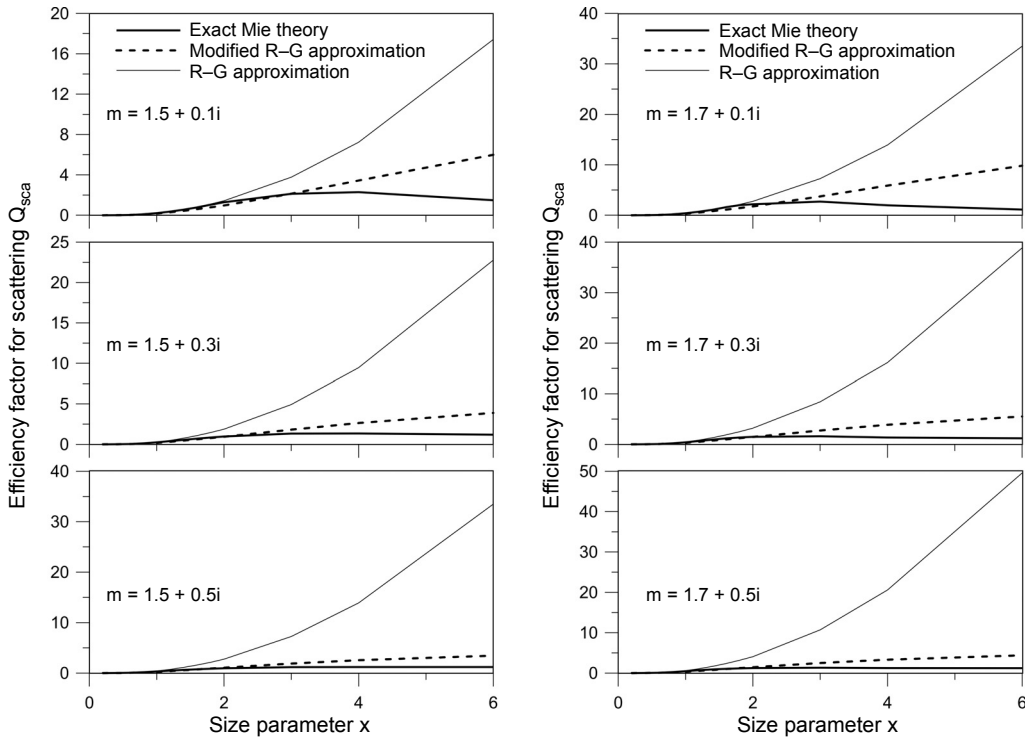 Efficiency factor for scattering Qsca
20
16
12
8
4
0
Exact Mie theory
Modified R–G approximation
R–G approximation
m = 1.5 + 0.1i
25
20
15
10
5
0
m = 1.5 + 0.3i
40
30
20
10
0
m = 1.5 + 0.5i
0 2 4 6
Size parameter x
Efficiency factor for scattering Qsca
40
30
20
10
0
Exact Mie theory
Modified R–G approximation
R–G approximation
m = 1.7 + 0.1i
40
30
20
10
0
m = 1.7 + 0.3i
50
40
30
20
10
0
m = 1.7 + 0.5i
0 2 4 6
Size parameter x